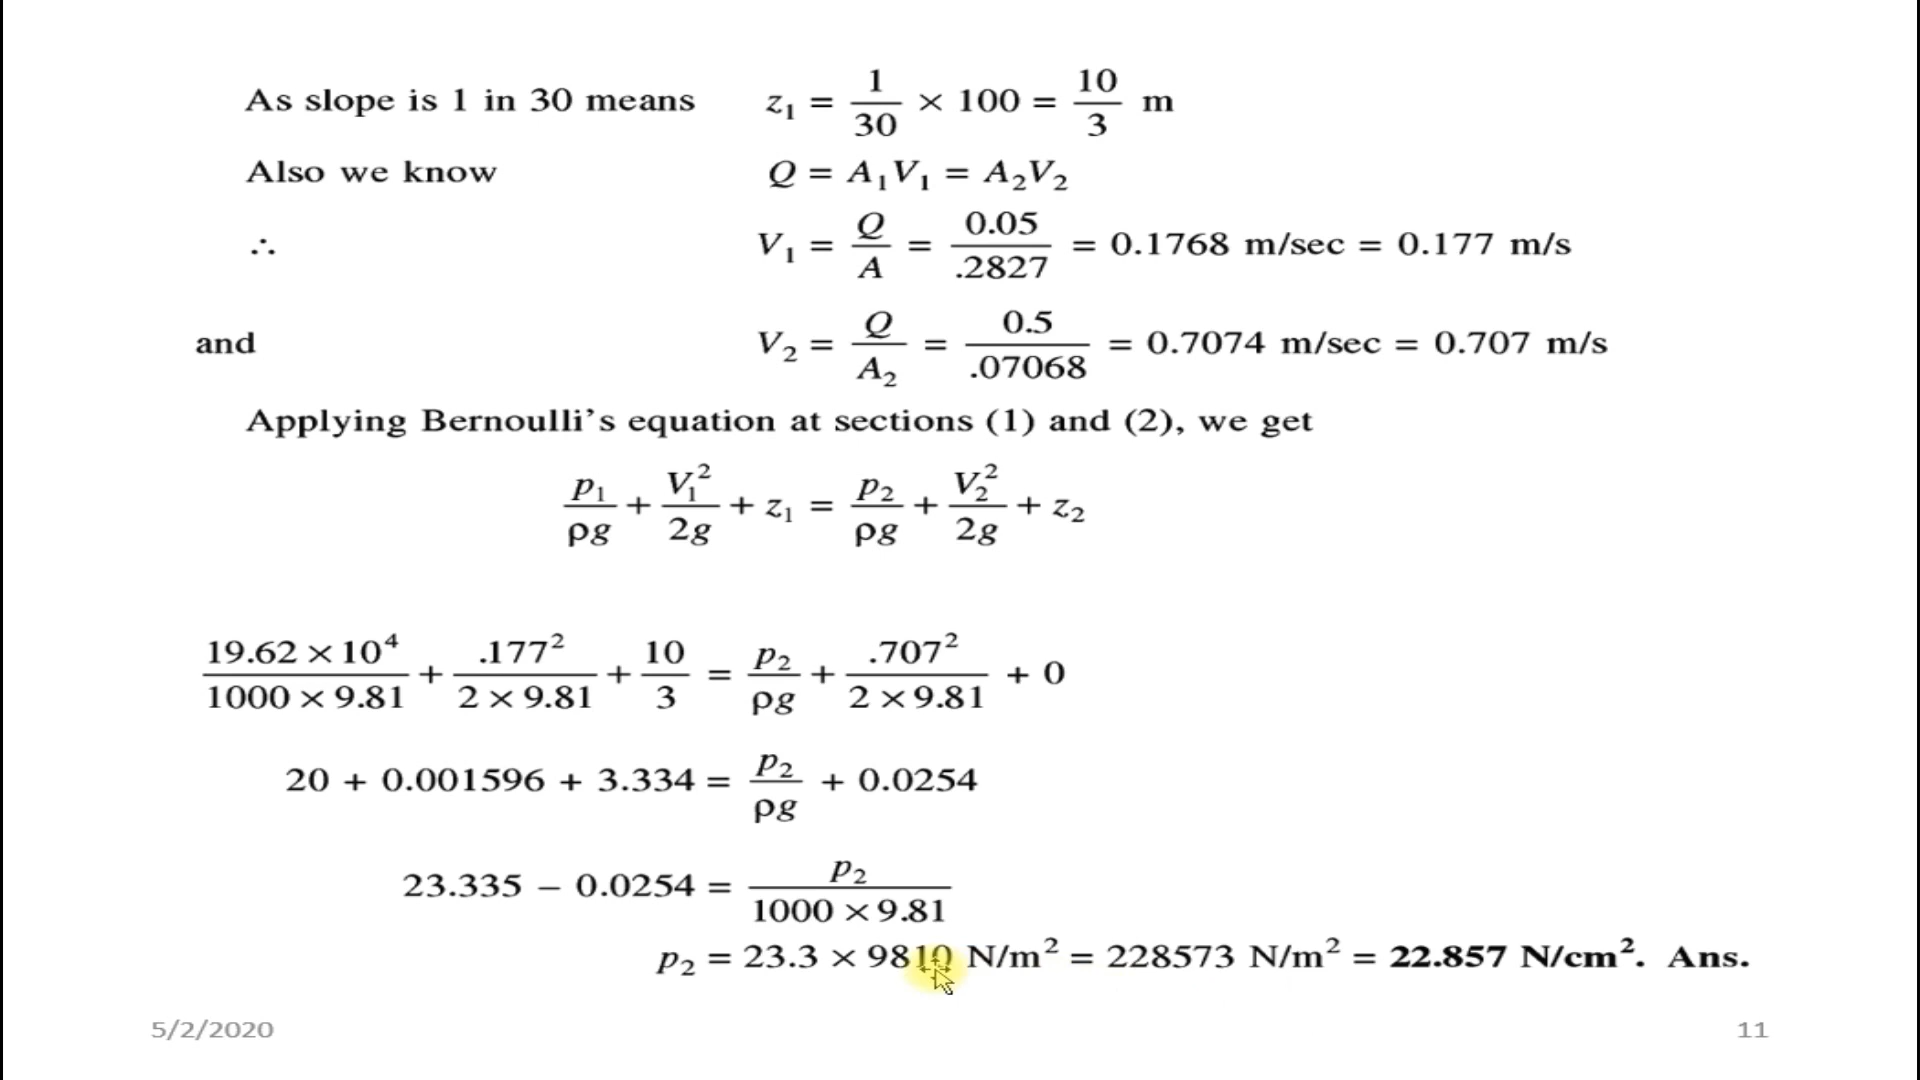 As slope is 1 in 30 means z₁ = 1/30 × 100 = 10/3 m
Also we know Q = A₁V₁ = A₂V₂
∴ V₁ = Q/A = 0.05/.2827 = 0.1768 m/sec = 0.177 m/s
and V₂ = Q/A₂ = 0.5/.07068 = 0.7074 m/sec = 0.707 m/s
Applying Bernoulli's equation at sections (1) and (2), we get
p₁/ρg + V₁²/2g + z₁ = p₂/ρg + V₂²/2g + z₂
19.62 × 10⁴/1000 × 9.81 + .177²/2 × 9.81 + 10/3 = p₂/ρg + .707²/2 × 9.81 + 0
20 + 0.001596 + 3.334 = p₂/ρg + 0.0254
23.335 – 0.0254 = p₂/1000 × 9.81
p₂ = 23.3 × 9810 N/m² = 228573 N/m² = 22.857 N/cm². Ans.
5/2/2020 11